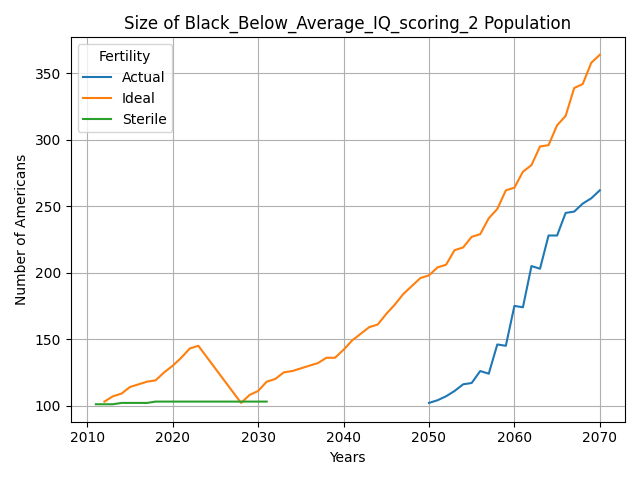 Size of Black_Below_Average_IQ_scoring_2 Population
Fertility
Actual
Ideal
Sterile
Number of Americans
350
300
250
200
150
100
2010 2020 2030 2040 2050 2060 2070
Years